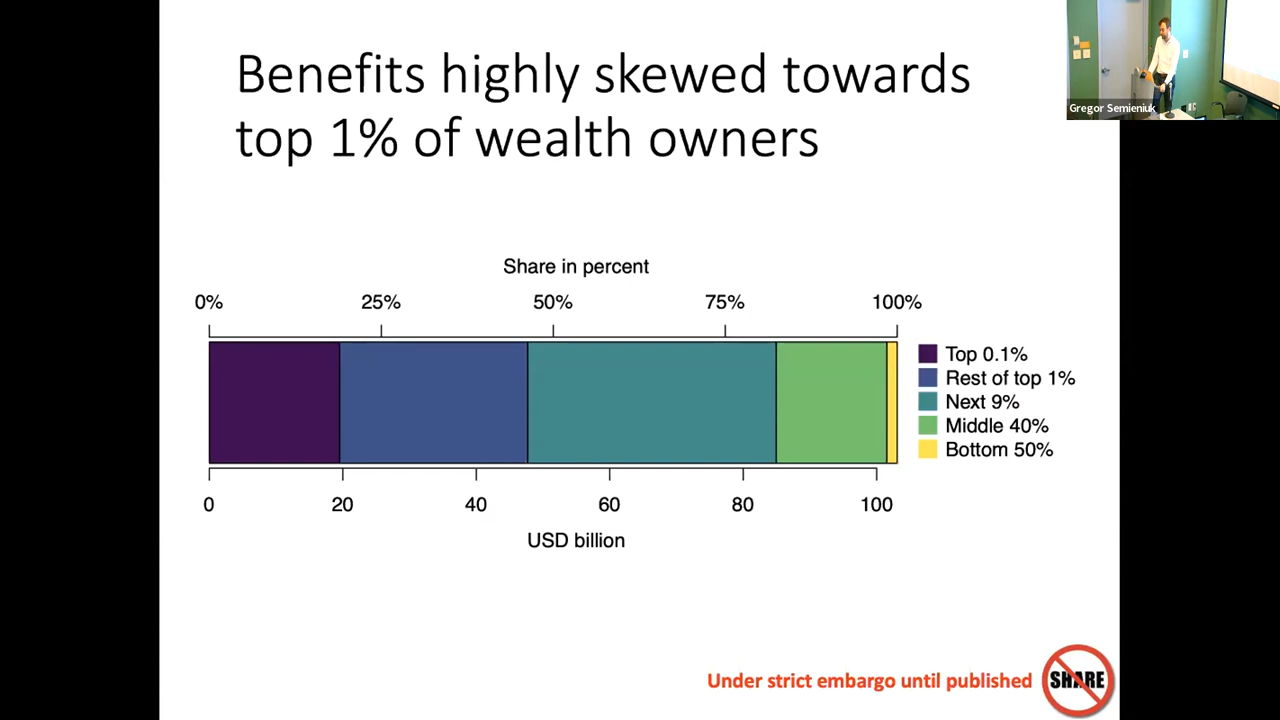 Benefits highly skewed towards
top 1% of wealth owners
Gregor Semieniuk
Share in percent
0% 25% 50% 75% 100%
Top 0.1%
Rest of top 1%
Next 9%
Middle 40%
Bottom 50%
0 20 40 60 80 100
USD billion
Under strict embargo until published
SHARE